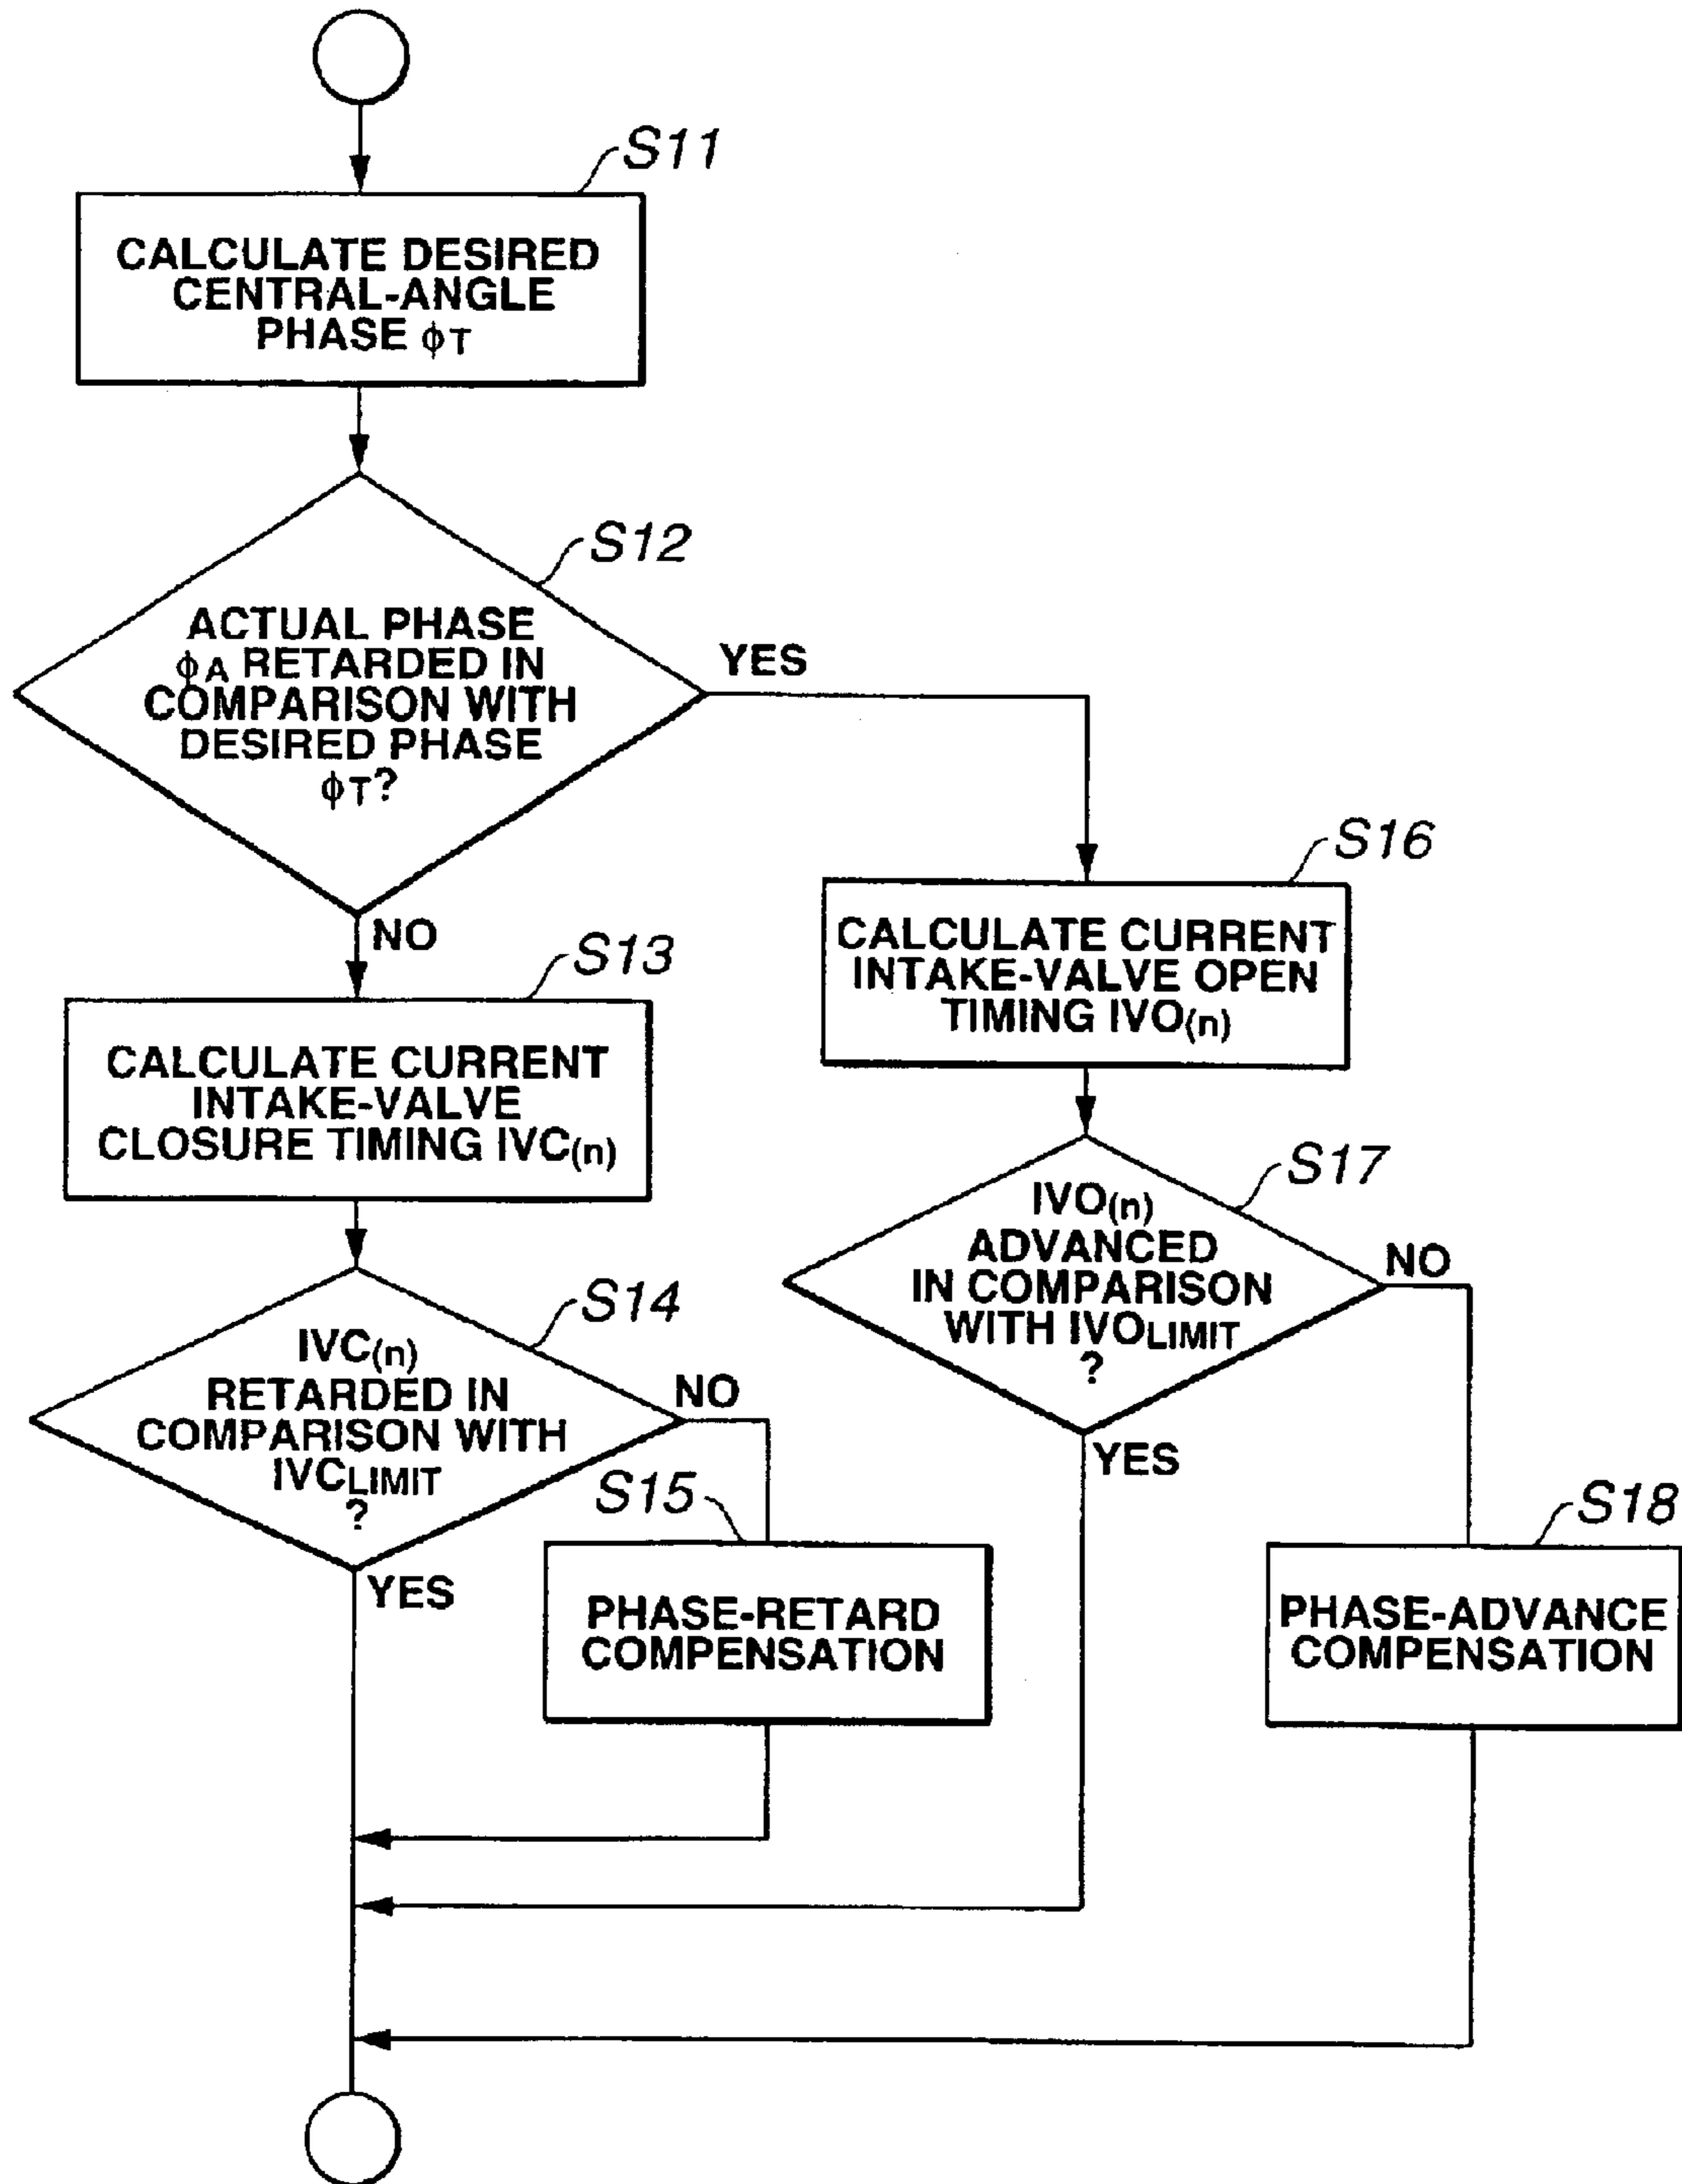 S11
CALCULATE DESIRED
CENTRAL-ANGLE
PHASE ϕT
S12
ACTUAL PHASE
ϕA RETARDED IN
COMPARISON WITH
DESIRED PHASE
ϕT?
YES
NO
S16
CALCULATE CURRENT
INTAKE-VALVE OPEN
TIMING IVO(n)
S13
CALCULATE CURRENT
INTAKE-VALVE
CLOSURE TIMING IVC(n)
S17
IVO(n)
ADVANCED
IN COMPARISON
WITH IVOLIMIT
?
NO
YES
S14
IVC(n)
RETARDED IN
COMPARISON WITH
IVCLIMIT
?
NO
YES
S15
PHASE-RETARD
COMPENSATION
S18
PHASE-ADVANCE
COMPENSATION